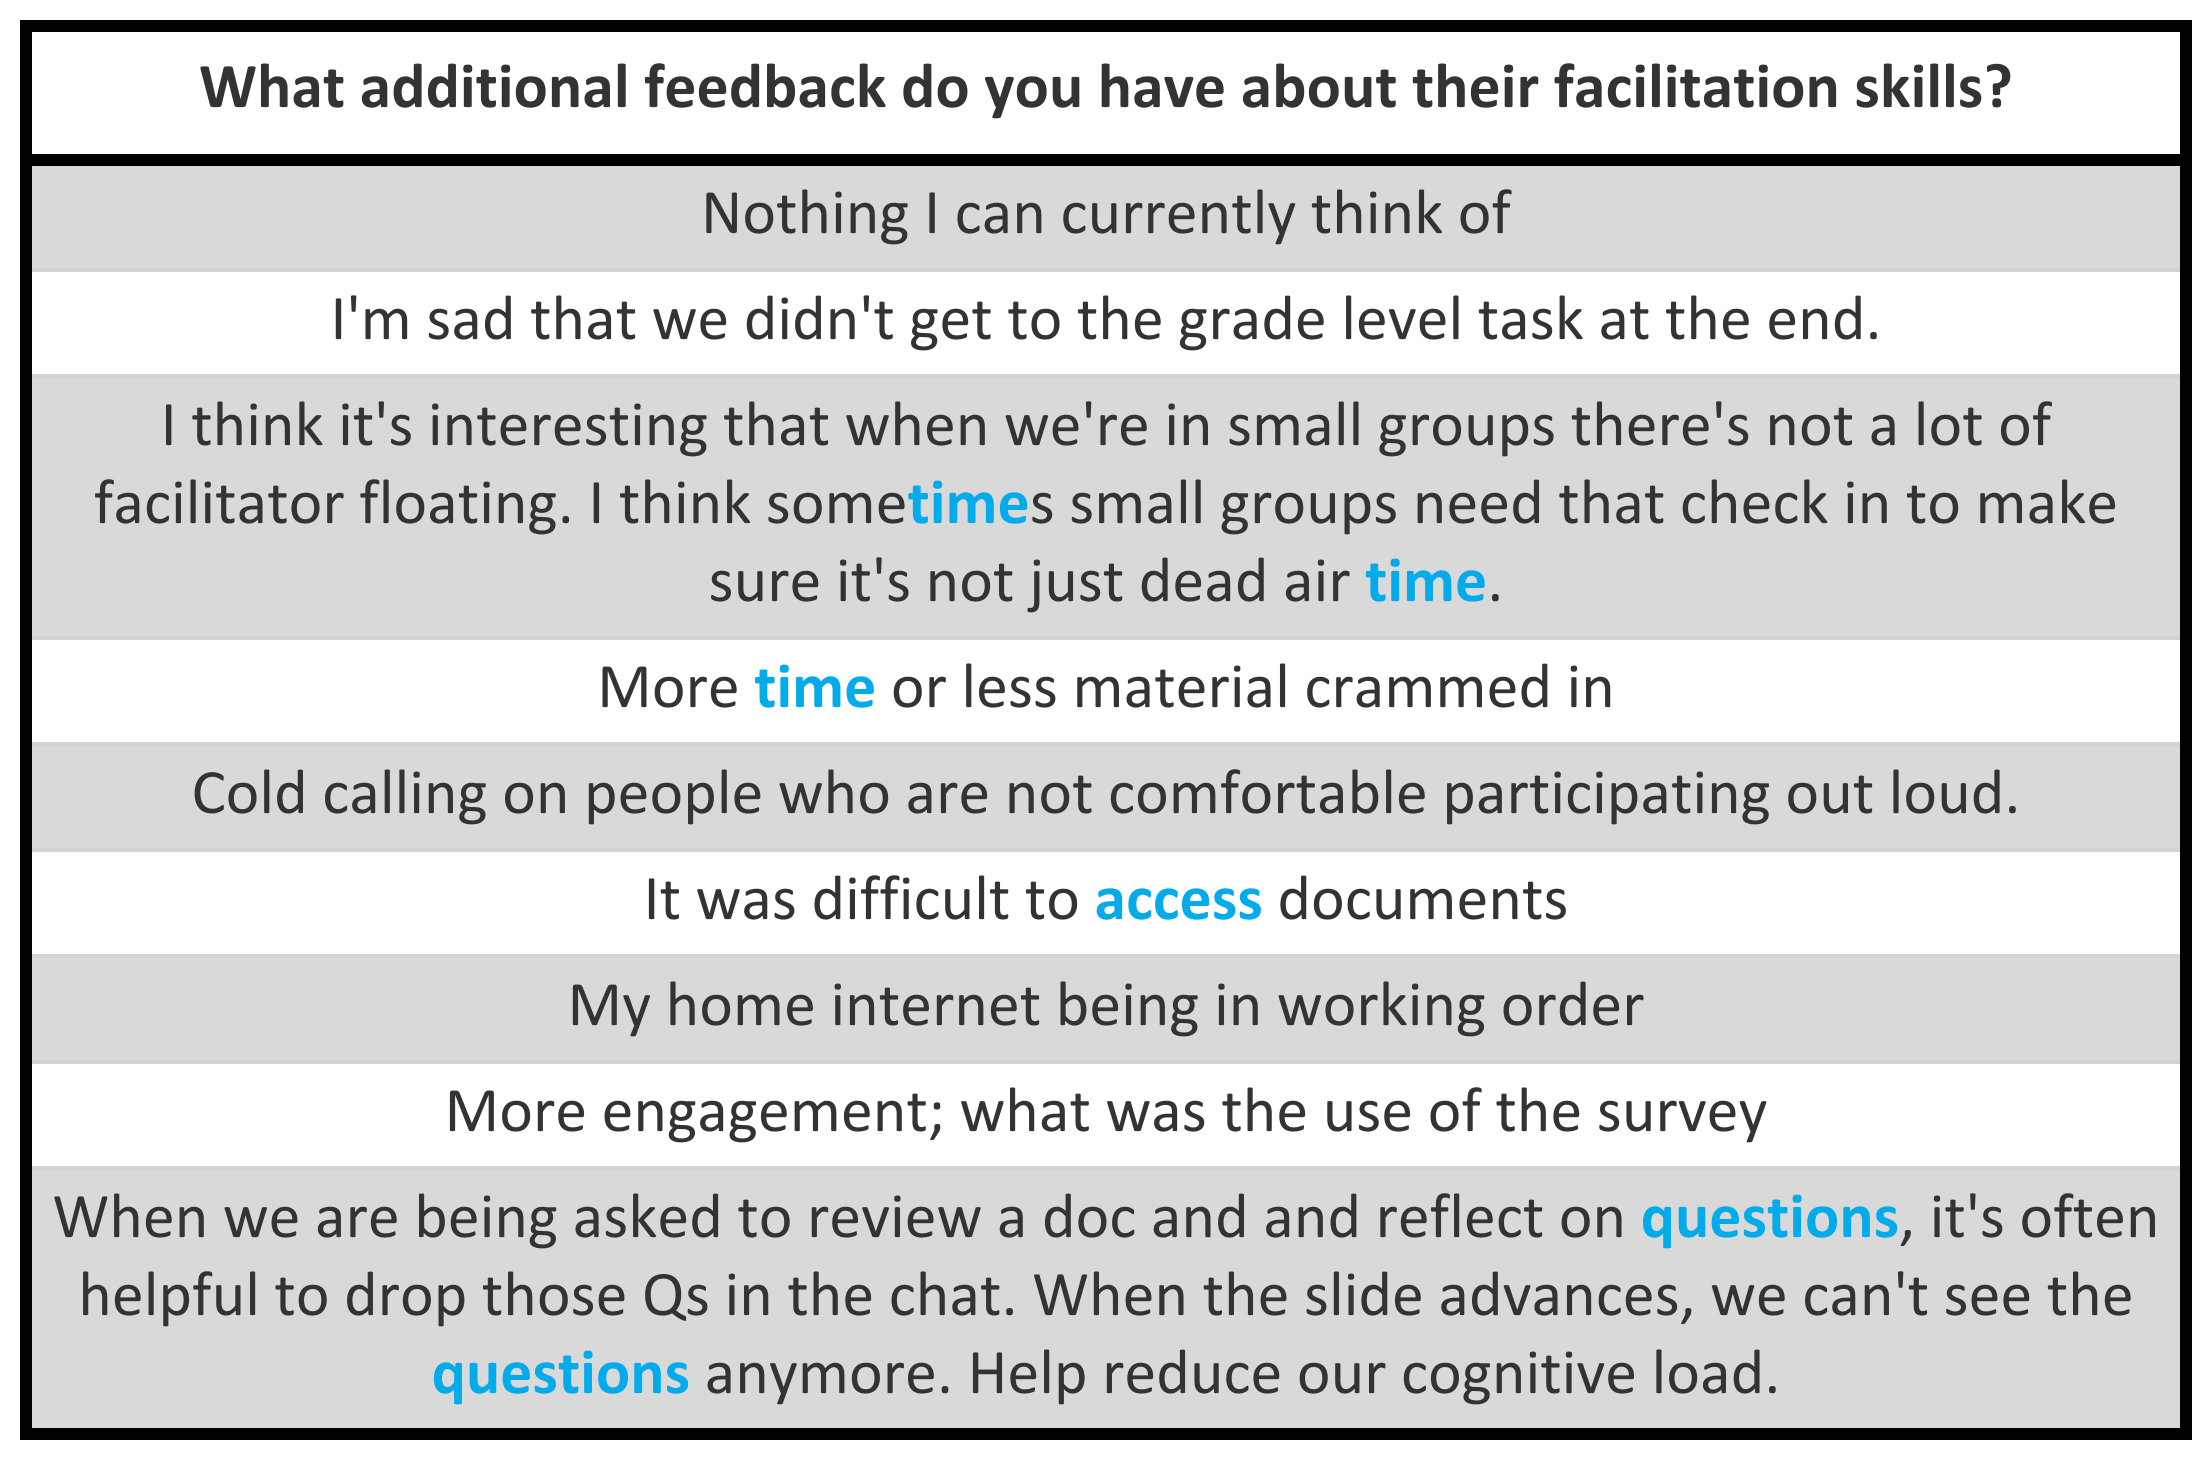 What additional feedback do you have about their facilitation skills?
Nothing I can currently think of
I'm sad that we didn't get to the grade level task at the end.
I think it's interesting that when we're in small groups there's not a lot of
facilitator floating. I think sometimes small groups need that check in to make
sure it's not just dead air time.
More time or less material crammed in
Cold calling on people who are not comfortable participating out loud.
It was difficult to access documents
My home internet being in working order
More engagement; what was the use of the survey
When we are being asked to review a doc and and reflect on questions, it's often
helpful to drop those Qs in the chat. When the slide advances, we can't see the
questions anymore. Help reduce our cognitive load.